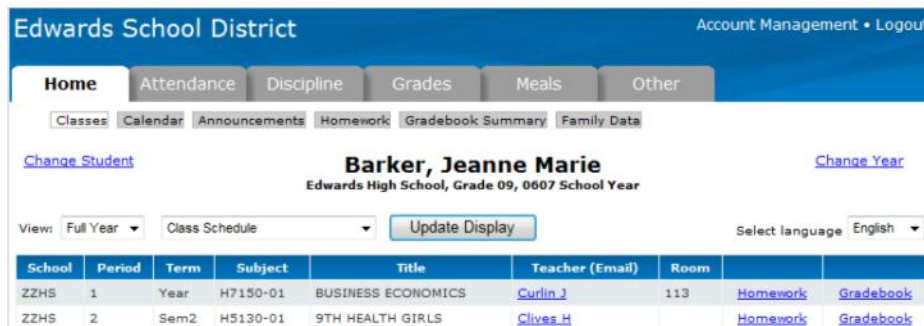 Edwards School District
Account Management • Logout
Home Attendance Discipline Grades Meals Other
Classes Calendar Announcements Homework Gradebook Summary Family Data
Change Student Barker, Jeanne Marie Change Year
Edwards High School, Grade 09, 0607 School Year
View: Full Year Class Schedule Update Display Select language English
School Period Term Subject Title Teacher (Email) Room
ZZHS 1 Year H7150-01 BUSINESS ECONOMICS Curlin J 113 Homework Gradebook
ZZHS 2 Sem2 H5130-01 9TH HEALTH GIRLS Clives H Homework Gradebook